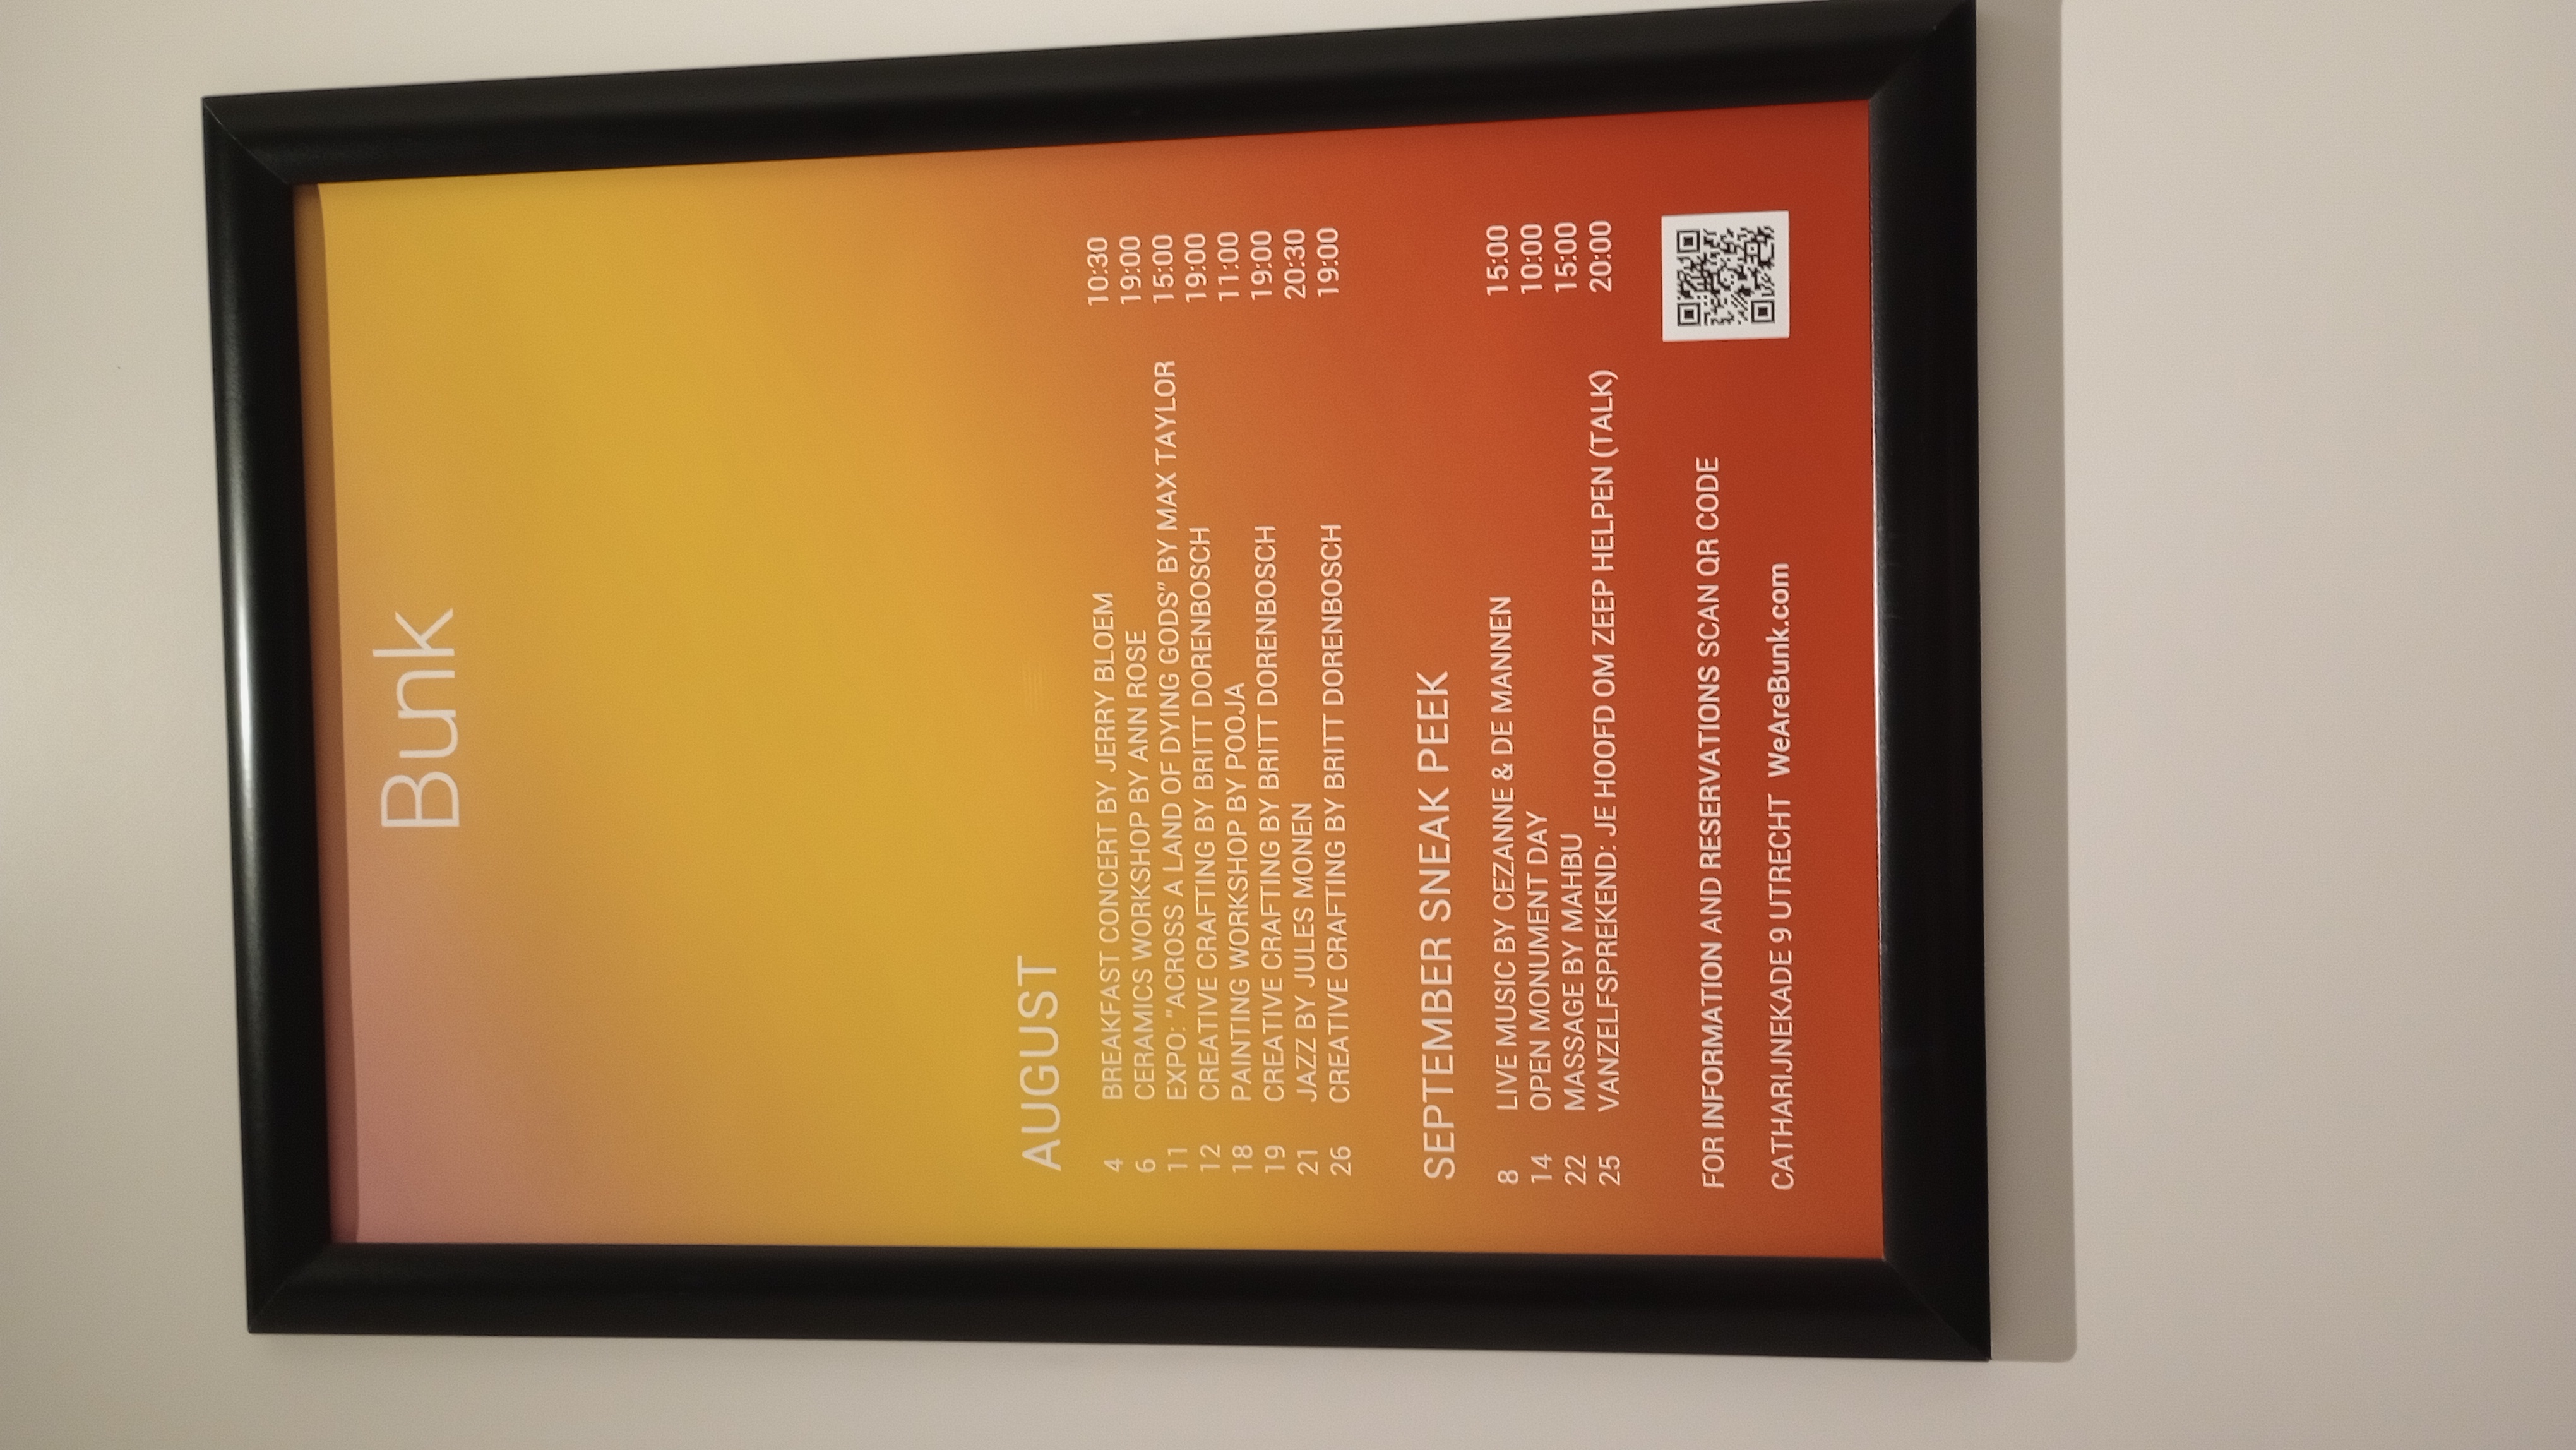 Bunk
AUGUST
4 BREAKFAST CONCERT BY JERRY BLOEM 10:30
6 CERAMICS WORKSHOP BY ANN ROSE 19:00
11 EXPO: "ACROSS A LAND OF DYING GODS" BY MAX TAYLOR 15:00
12 CREATIVE CRAFTING BY BRITT DORENBOSCH 19:00
18 PAINTING WORKSHOP BY POOJA 11:00
19 CREATIVE CRAFTING BY BRITT DORENBOSCH 19:00
21 JAZZ BY JULES MONEN 20:30
26 CREATIVE CRAFTING BY BRITT DORENBOSCH 19:00
SEPTEMBER SNEAK PEEK
8 LIVE MUSIC BY CEZANNE & DE MANNEN 15:00
14 OPEN MONUMENT DAY 10:00
22 MASSAGE BY MAHBU 15:00
25 VANZELFSPREKEND: JE HOOFD OM ZEEP HELPEN (TALK) 20:00
FOR INFORMATION AND RESERVATIONS SCAN QR CODE
CATHARIJNEKADE 9 UTRECHT WeAreBunk.com